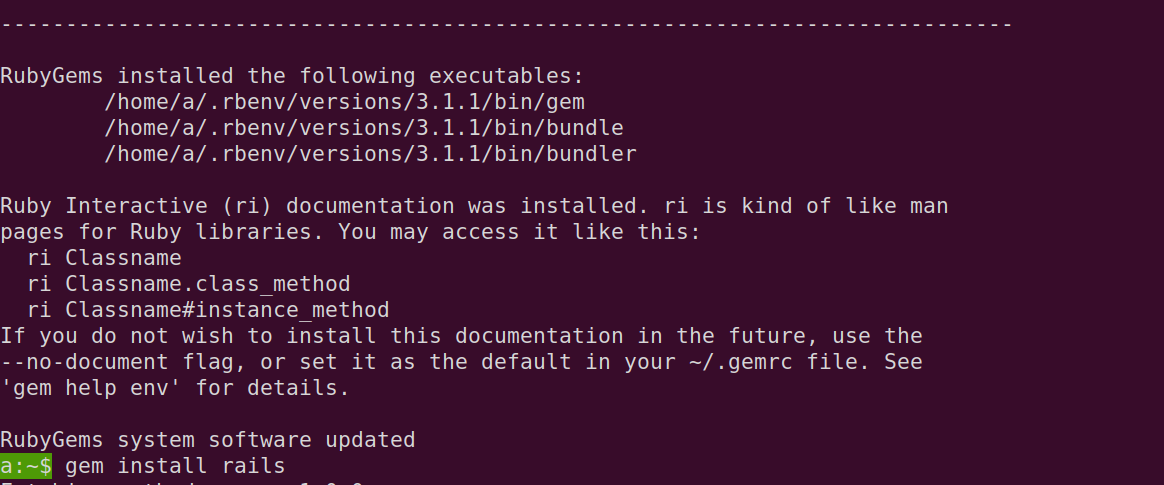 ------------------------------------------------------------------------------
RubyGems installed the following executables:
/home/a/.rbenv/versions/3.1.1/bin/gem
/home/a/.rbenv/versions/3.1.1/bin/bundle
/home/a/.rbenv/versions/3.1.1/bin/bundler
Ruby Interactive (ri) documentation was installed. ri is kind of like man
pages for Ruby libraries. You may access it like this:
ri Classname
ri Classname.class_method
ri Classname#instance_method
If you do not wish to install this documentation in the future, use the
--no-document flag, or set it as the default in your ~/.gemrc file. See
'gem help env' for details.
RubyGems system software updated
a:~$ gem install rails